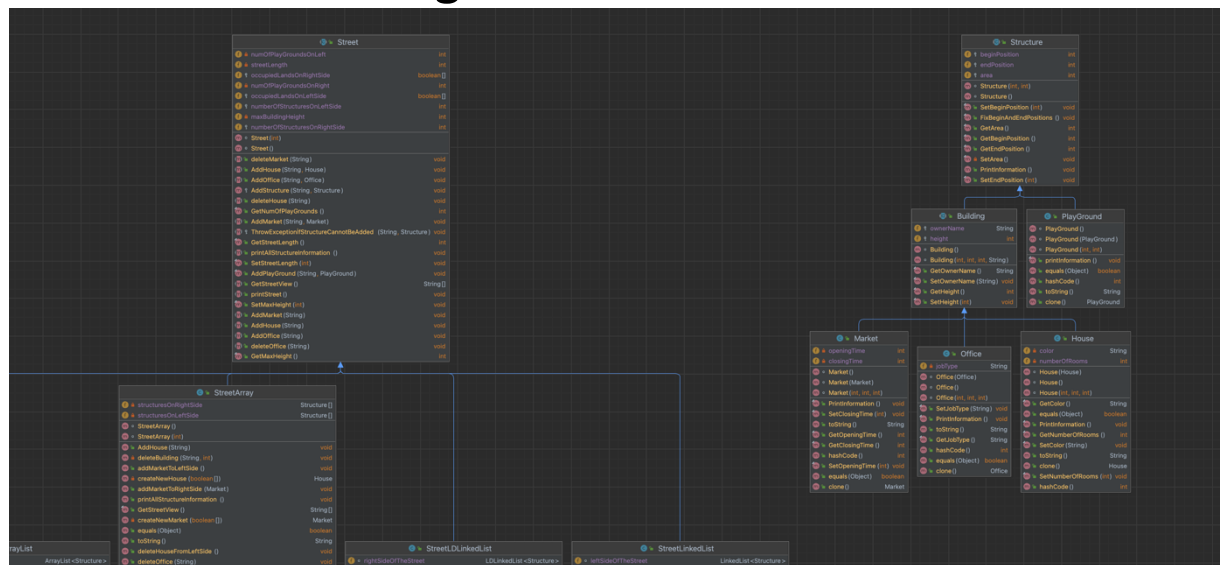 Street
numOfPlayGroundsOnLeft int
streetLength int
occupiedLandsOnRightSide boolean[]
numOfPlayGroundsOnRight int
occupiedLandsOnLeftSide boolean[]
numberOfStructuresOnLeftSide int
maxBuildingHeight int
numberOfStructuresOnRightSide int
Street(int)
Street()
deleteMarket(String) void
AddHouse(String, House) void
AddOffice(String, Office) void
AddStructure(String, Structure) void
deleteHouse(String) void
GetNumOfPlayGrounds () int
AddMarket(String, Market) void
ThrowExceptionIfStructureCannotBeAdded (String, Structure) void
GetStreetLength () int
printAllStructureInformation () void
SetStreetLength (int) void
AddPlayGround (String, PlayGround) void
GetStreetView () String[]
printStreet () void
SetMaxHeight(int) void
AddMarket(String) void
AddHouse(String) void
AddOffice(String) void
deleteOffice(String) void
GetMaxHeight () int
Structure
beginPosition int
endPosition int
area int
Structure(int, int)
Structure()
SetBeginPosition (int) void
FixBeginAndEndPositions () void
GetArea() int
GetBeginPosition () int
GetEndPosition () int
SetArea() void
PrintInformation () void
SetEndPosition (int) void
Building
ownerName String
height int
Building()
Building(int, int, int, String)
GetOwnerName () String
SetOwnerName (String) void
GetHeight() int
SetHeight(int) void
PlayGround
PlayGround()
PlayGround(PlayGround)
PlayGround(int, int)
printInformation () void
equals(Object) boolean
hashCode() int
toString() String
clone() PlayGround
Market
openingTime int
closingTime int
Market()
Market(Market)
Market(int, int, int)
PrintInformation () void
SetClosingTime (int) void
toString() String
GetOpeningTime () int
GetClosingTime () int
hashCode() int
SetOpeningTime (int) void
equals(Object) boolean
clone() Market
Office
jobType String
Office(Office)
Office()
Office(int, int, int)
SetJobType(String) void
PrintInformation () void
toString() String
GetJobType() String
hashCode() int
equals(Object) boolean
clone() Office
House
color String
numberOfRooms int
House(House)
House()
House(int, int, int)
GetColor() String
equals(Object) boolean
PrintInformation () void
GetNumberOfRooms () int
SetColor(String) void
toString() String
clone() House
SetNumberOfRooms (int) void
hashCode() int
StreetArray
structuresOnRightSide Structure[]
structuresOnLeftSide Structure[]
StreetArray()
StreetArray(int)
AddHouse(String) void
deleteBuilding (String, int) void
addMarketToLeftSide () void
createNewHouse (boolean[]) House
addMarketToRightSide (Market) void
printAllStructureInformation () void
GetStreetView () String[]
createNewMarket (boolean[]) Market
equals(Object) boolean
toString() String
deleteHouseFromLeftSide () void
deleteOffice(String) void
rayList
ArrayList<Structure>
StreetLDLinkedList
rightSideOfTheStreet LDLinkedList<Structure>
StreetLinkedList
leftSideOfTheStreet LinkedList<Structure>